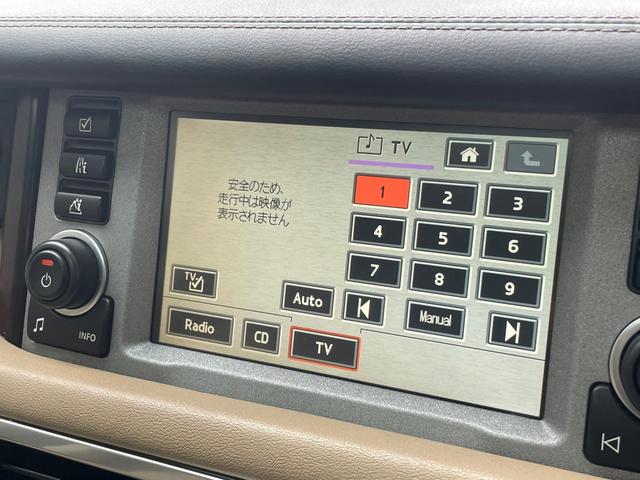 TV
安全のため、
走行中は映像が
表示されません
1
2
3
4
5
6
7
8
9
TV
Auto
Manual
Radio
CD
TV
INFO